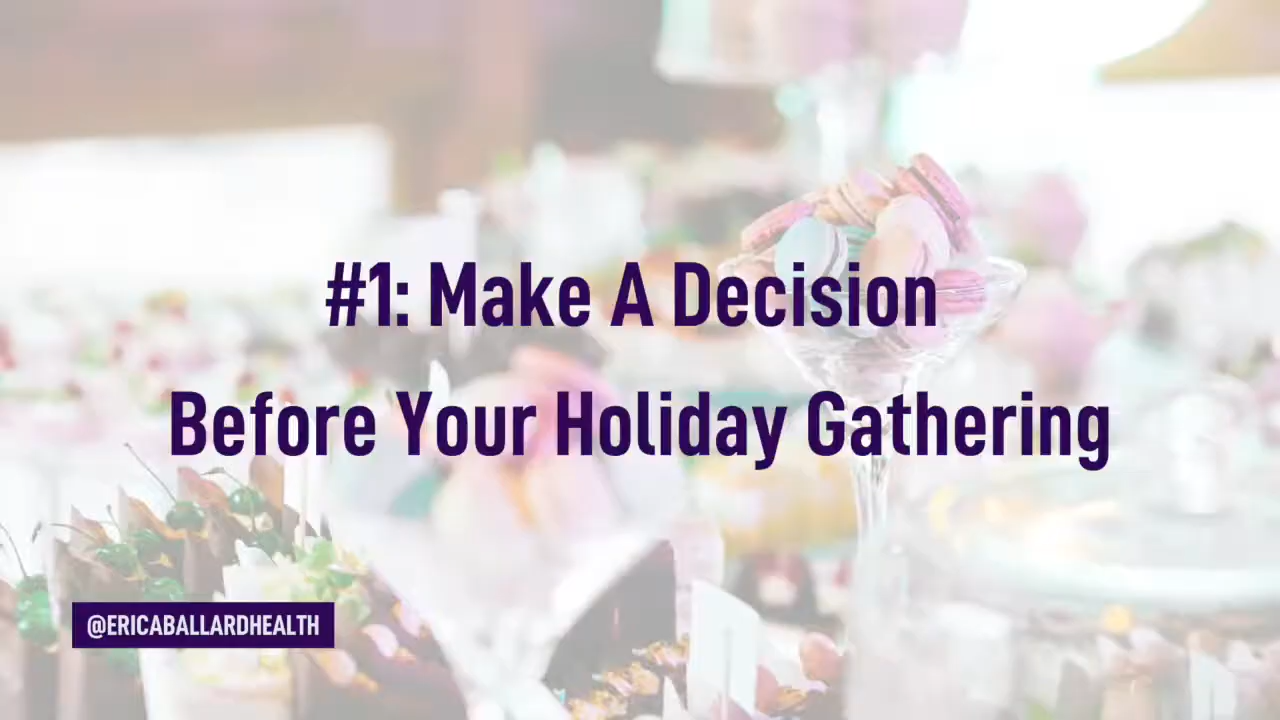 #1: Make A Decision
Before Your Holiday Gathering
@ERICABALLARDHEALTH